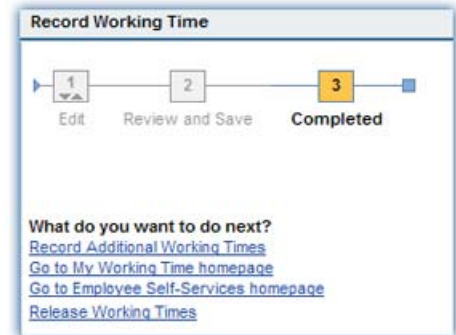 Record Working Time
1 2 3
Edit Review and Save Completed
What do you want to do next?
Record Additional Working Times
Go to My Working Time homepage
Go to Employee Self-Services homepage
Release Working Times